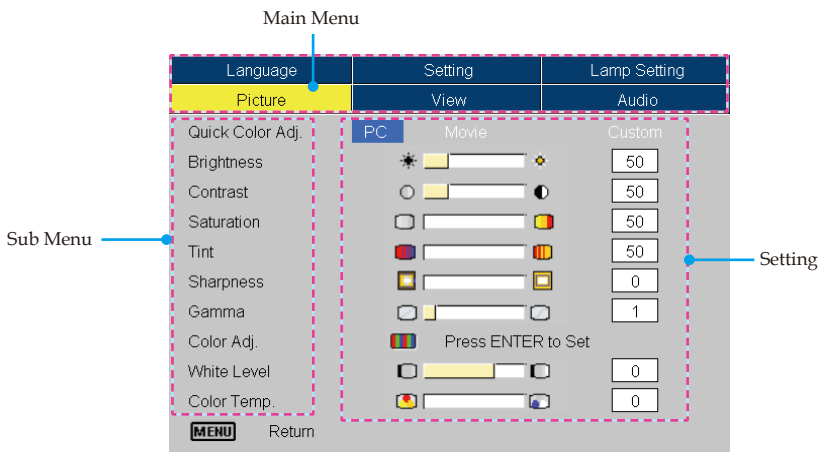 Main Menu
Language Setting Lamp Setting
Picture View Audio
Quick Color Adj. PC Movie Custom
Brightness 50
Contrast 50
Saturation 50
Sub Menu
Tint 50
Setting
Sharpness 0
Gamma 1
Color Adj. Press ENTER to Set
White Level 0
Color Temp. 0
MENU Return